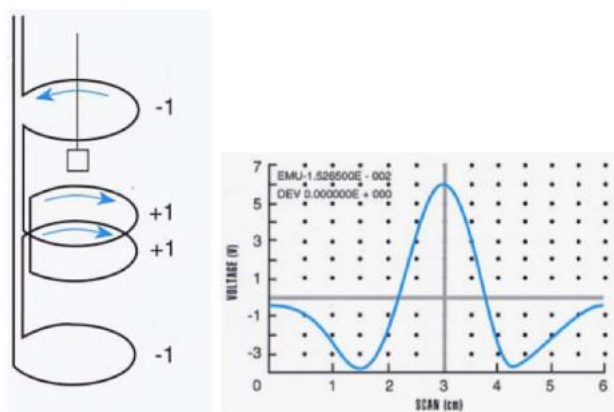 -1
+1
+1
-1
EMU-1.526500E - 002
DEV 0.000000E + 000
VOLTAGE (V)
7
5
3
1
-1
-3
0 1 2 3 4 5 6
SCAN (cm)